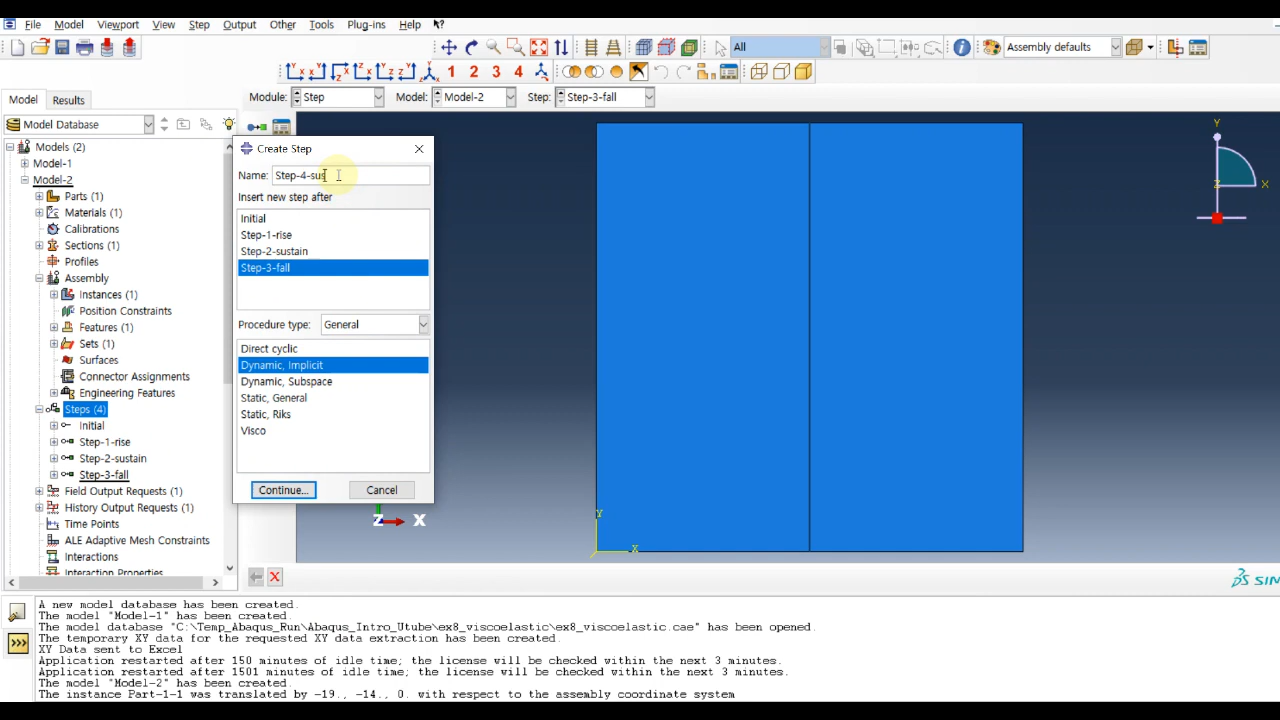 File Model Viewport View Step Output Other Tools Plug-ins Help
All
Assembly defaults
1 2 3 4
Model Results
Module: Step Model: Model-2 Step: Step-3-fall
Model Database
Models (2)
Model-1
Model-2
Parts (1)
Materials (1)
Calibrations
Sections (1)
Profiles
Assembly
Instances (1)
Position Constraints
Features (1)
Sets (1)
Surfaces
Connector Assignments
Engineering Features
Steps (4)
Initial
Step-1-rise
Step-2-sustain
Step-3-fall
Field Output Requests (1)
History Output Requests (1)
Time Points
ALE Adaptive Mesh Constraints
Interactions
Interaction Properties
Create Step
Name: Step-4-sus
Insert new step after
Initial
Step-1-rise
Step-2-sustain
Step-3-fall
Procedure type: General
Direct cyclic
Dynamic, Implicit
Dynamic, Subspace
Static, General
Static, Riks
Visco
Continue... Cancel
Y
X
Z
Z X
Y
X
SIM
A new model database has been created.
The model "Model-1" has been created.
The model database "C:\Temp_Abaqus_Run\Abaqus_Intro_Utube\ex8_viscoelastic\ex8_viscoelastic.cae" has been opened.
The temporary XY data for the requested XY data extraction has been created.
XY Data sent to Excel
Application restarted after 150 minutes of idle time; the license will be checked within the next 3 minutes.
Application restarted after 1501 minutes of idle time; the license will be checked within the next 3 minutes.
The model "Model-2" has been created.
The instance Part-1-1 was translated by -19., -14., 0. with respect to the assembly coordinate system